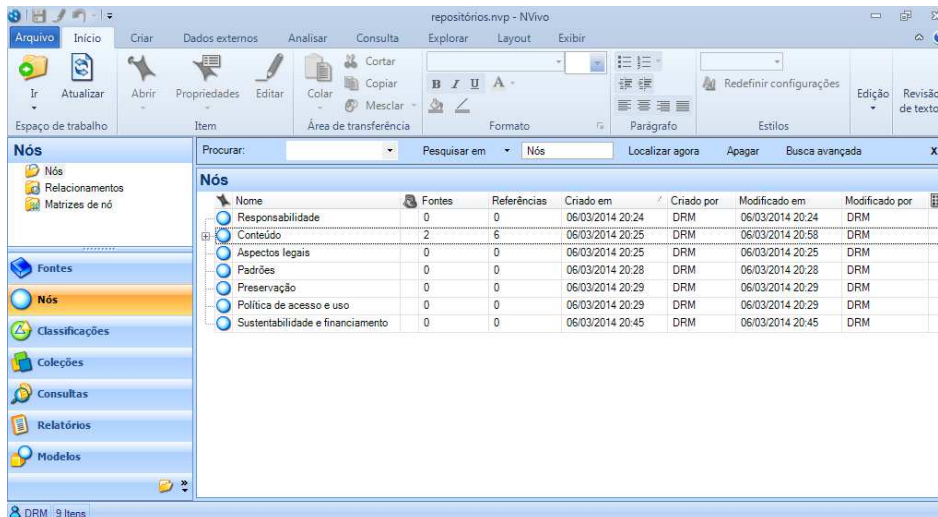 repositórios.nvp - NVivo
Arquivo Início Criar Dados externos Analisar Consulta Explorar Layout Exibir
Ir Atualizar Abrir Propriedades Editar Colar Cortar Copiar Mesclar
B I U A
Redefinir configurações Edição Revisão de texto
Espaço de trabalho Item Área de transferência Formato Parágrafo Estilos
Nós
Nós
Relacionamentos
Matrizes de nó
Fontes
Nós
Classificações
Coleções
Consultas
Relatórios
Modelos
Procurar: Pesquisar em Nós Localizar agora Apagar Busca avançada x
Nós
Nome Fontes Referências Criado em Criado por Modificado em Modificado por
Responsabilidade 0 0 06/03/2014 20:24 DRM 06/03/2014 20:24 DRM
Conteúdo 2 6 06/03/2014 20:25 DRM 06/03/2014 20:58 DRM
Aspectos legais 0 0 06/03/2014 20:25 DRM 06/03/2014 20:25 DRM
Padrões 0 0 06/03/2014 20:28 DRM 06/03/2014 20:28 DRM
Preservação 0 0 06/03/2014 20:29 DRM 06/03/2014 20:29 DRM
Política de acesso e uso 0 0 06/03/2014 20:29 DRM 06/03/2014 20:29 DRM
Sustentabilidade e financiamento 0 0 06/03/2014 20:45 DRM 06/03/2014 20:45 DRM
DRM 9 Itens